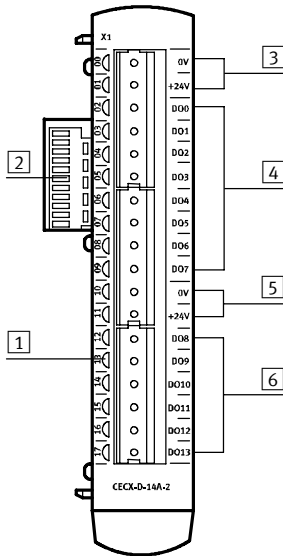 X1
00 0V 3
01 +24V
02 DO0
03 DO1
04 DO2
2 05 DO3 4
06 DO4
07 DO5
08 DO6
09 DO7
10 0V 5
11 +24V
12 DO8
1 13 DO9
14 DO10 6
15 DO11
16 DO12
17 DO13
CECX-D-14A-2